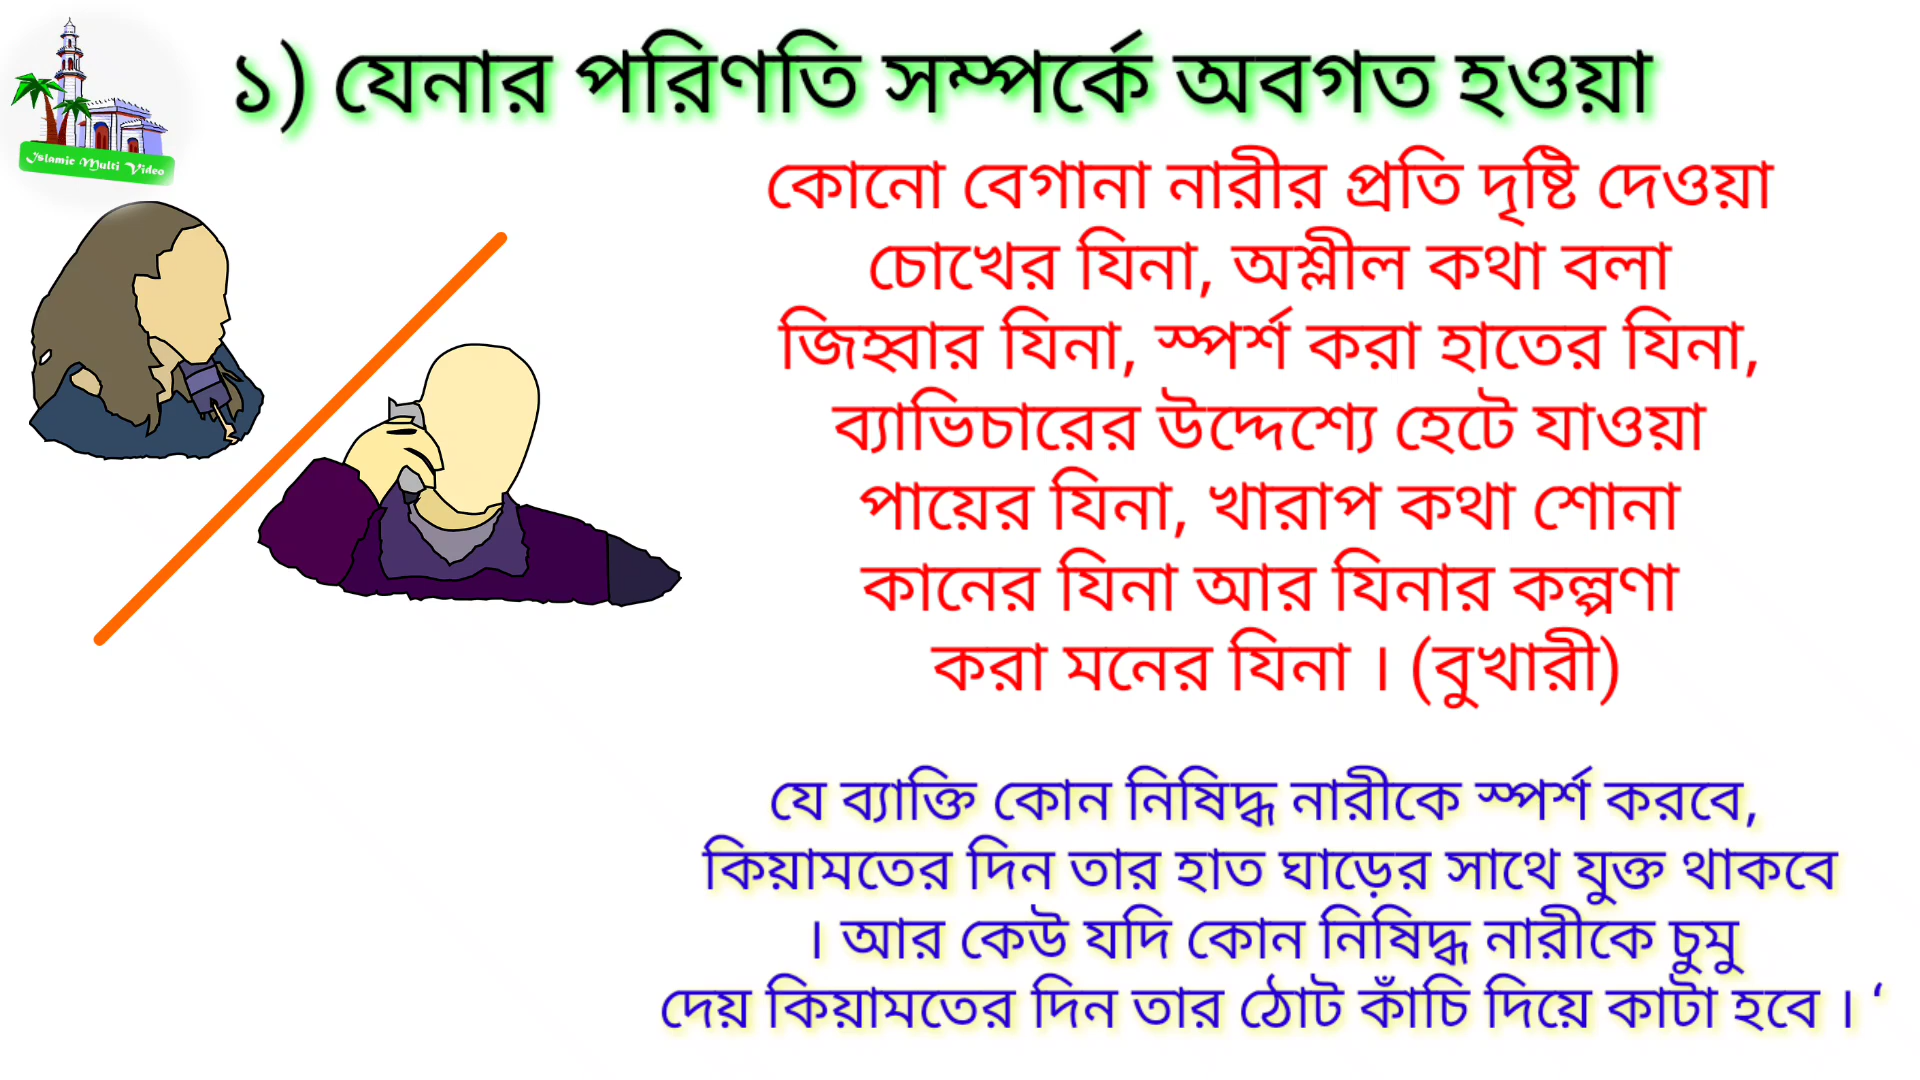 Islamic Multi Video
১) যেনার পরিণতি সম্পর্কে অবগত হওয়া
কোনো বেগানা নারীর প্রতি দৃষ্টি দেওয়া
চোখের যিনা, অশ্লীল কথা বলা
জিহ্বার যিনা, স্পর্শ করা হাতের যিনা,
ব্যাভিচারের উদ্দেশ্যে হেটে যাওয়া
পায়ের যিনা, খারাপ কথা শোনা
কানের যিনা আর যিনার কল্পণা
করা মনের যিনা । (বুখারী)
যে ব্যাক্তি কোন নিষিদ্ধ নারীকে স্পর্শ করবে,
কিয়ামতের দিন তার হাত ঘাড়ের সাথে যুক্ত থাকবে
। আর কেউ যদি কোন নিষিদ্ধ নারীকে চুমু
দেয় কিয়ামতের দিন তার ঠোট কাঁচি দিয়ে কাটা হবে । ‘